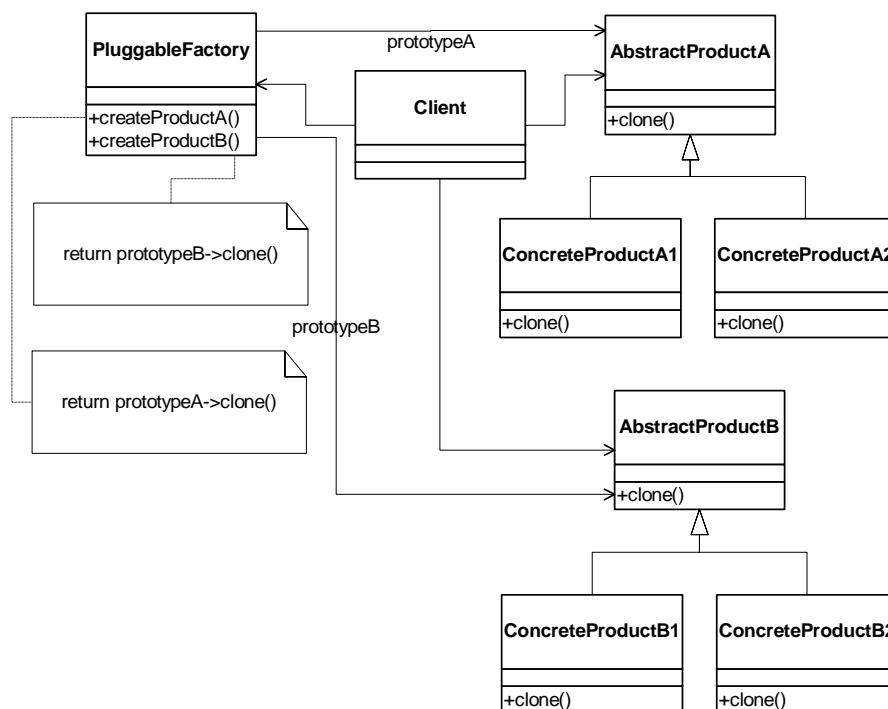 PluggableFactory
+createProductA()
+createProductB()
prototypeA
AbstractProductA
+clone()
Client
return prototypeB->clone()
ConcreteProductA1
+clone()
ConcreteProductA2
+clone()
prototypeB
return prototypeA->clone()
AbstractProductB
+clone()
ConcreteProductB1
+clone()
ConcreteProductB2
+clone()